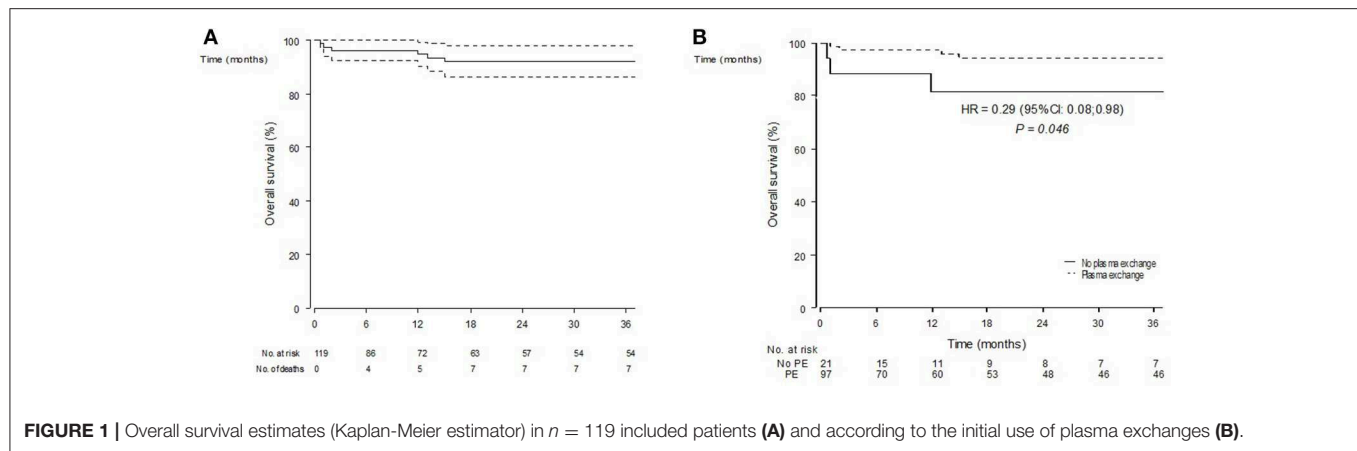 A
Time (months)
100
80
60
40
20
0
Overall survival (%)
0 6 12 18 24 30 36
No. at risk 119 86 72 63 57 54 54
No. of deaths 0 4 5 7 7 7 7
B
Time (months)
100
80
60
40
20
0
Overall survival (%)
HR = 0.29 (95%CI: 0.08;0.98)
P = 0.046
No plasma exchange
Plasma exchange
0 6 12 18 24 30 36
Time (months)
No. at risk
No PE 21 15 11 9 8 7 7
PE 97 70 60 53 48 46 46
FIGURE 1 | Overall survival estimates (Kaplan-Meier estimator) in n = 119 included patients (A) and according to the initial use of plasma exchanges (B).